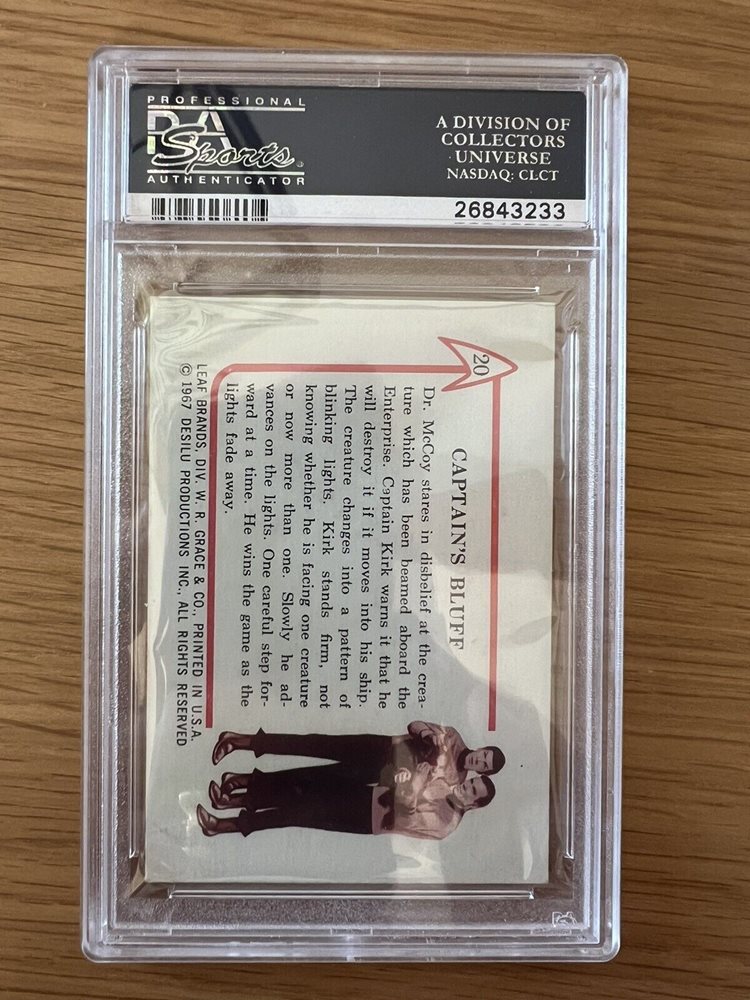 PROFESSIONAL
PSA
Sports
AUTHENTICATOR
A DIVISION OF
COLLECTORS
UNIVERSE
NASDAQ: CLCT
26843233
20
CAPTAIN'S BLUFF
Dr. McCoy stares in disbelief at the crea-
ture which has been beamed aboard the
Enterprise. Captain Kirk warns it that he
will destroy it if it moves into his ship.
The creature changes into a pattern of
blinking lights. Kirk stands firm, not
knowing whether he is facing one creature
or now more than one. Slowly he ad-
vances on the lights. One careful step for-
ward at a time. He wins the game as the
lights fade away.
LEAF BRANDS, DIV. W. R. GRACE & CO., PRINTED IN U.S.A.
© 1967 DESILU PRODUCTIONS INC., ALL RIGHTS RESERVED